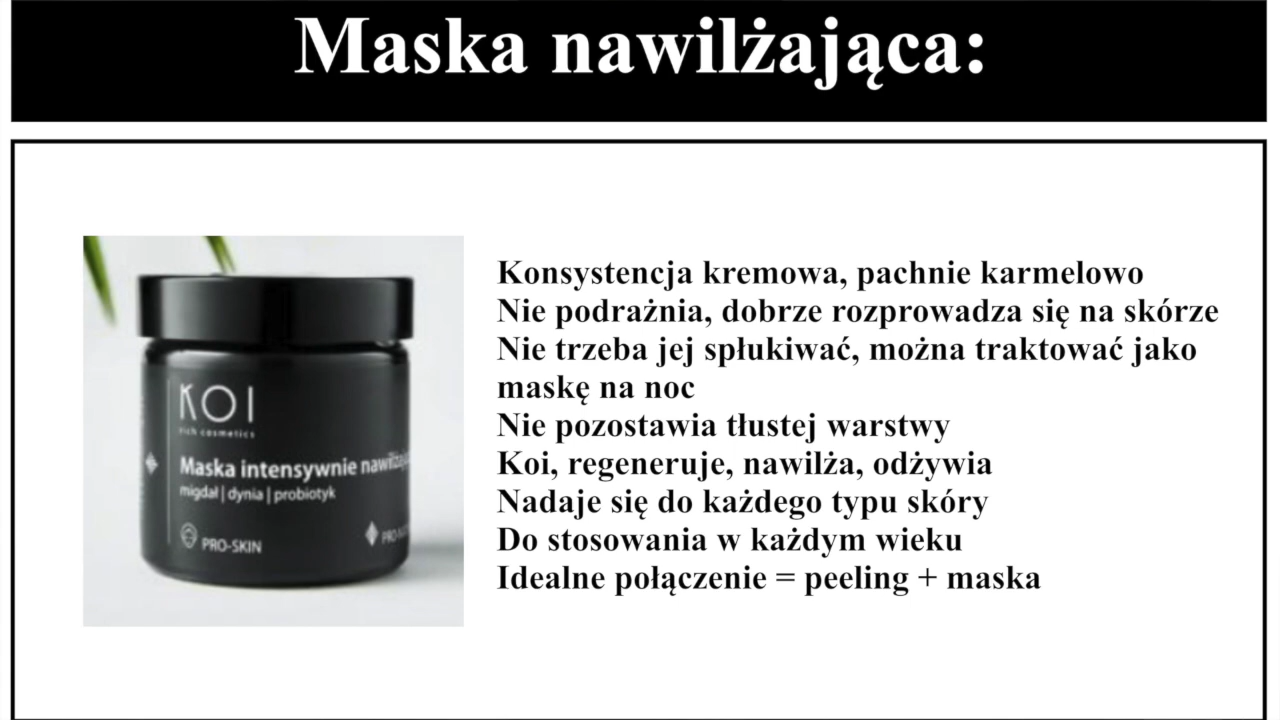 Maska nawilżająca:
KOI
rich cosmetics
Maska intensywnie
migdał | dynia | probiotyk
PRO-SKIN
Konsystencja kremowa, pachnie karmelowo
Nie podrażnia, dobrze rozprowadza się na skórze
Nie trzeba jej spłukiwać, można traktować jako
maskę na noc
Nie pozostawia tłustej warstwy
Koi, regeneruje, nawilża, odżywia
Nadaje się do każdego typu skóry
Do stosowania w każdym wieku
Idealne połączenie = peeling + maska